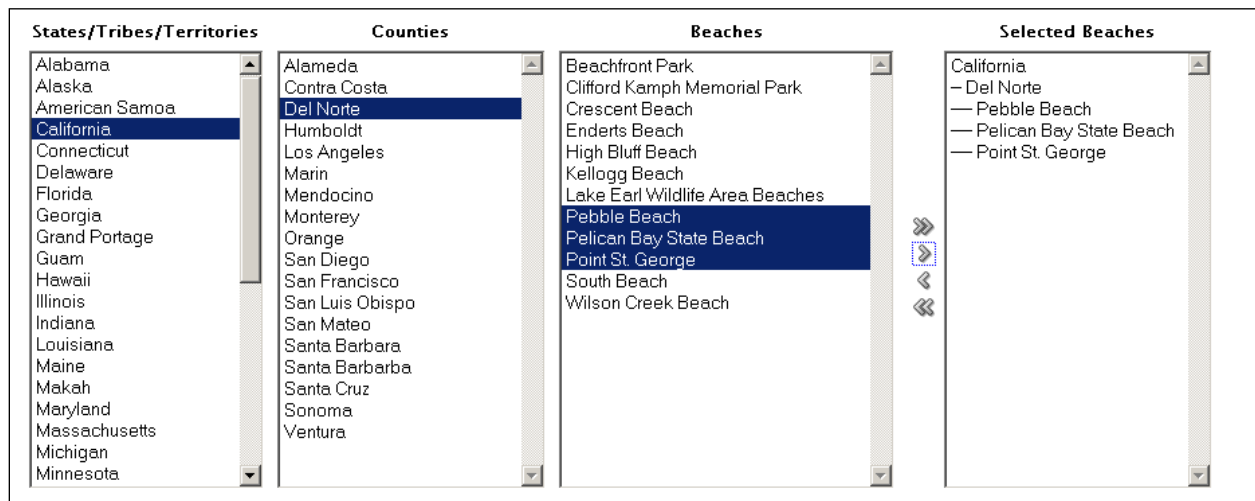 States/Tribes/Territories
Alabama
Alaska
American Samoa
California
Connecticut
Delaware
Florida
Georgia
Grand Portage
Guam
Hawaii
Illinois
Indiana
Louisiana
Maine
Makah
Maryland
Massachusetts
Michigan
Minnesota
Counties
Alameda
Contra Costa
Del Norte
Humboldt
Los Angeles
Marin
Mendocino
Monterey
Orange
San Diego
San Francisco
San Luis Obispo
San Mateo
Santa Barbara
Santa Barbarba
Santa Cruz
Sonoma
Ventura
Beaches
Beachfront Park
Clifford Kamph Memorial Park
Crescent Beach
Enderts Beach
High Bluff Beach
Kellogg Beach
Lake Earl Wildlife Area Beaches
Pebble Beach
Pelican Bay State Beach
Point St. George
South Beach
Wilson Creek Beach
Selected Beaches
California
– Del Norte
–– Pebble Beach
–– Pelican Bay State Beach
–– Point St. George